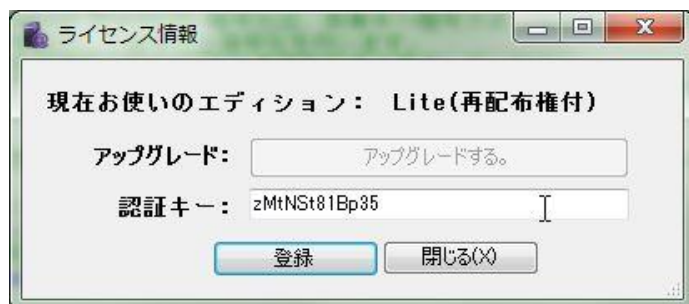 ライセンス情報
現在お使いのエディション： Lite(再配布権付)
アップグレード： アップグレードする。
認証キー： zMtNSt81Bp35
登録 閉じる(X)